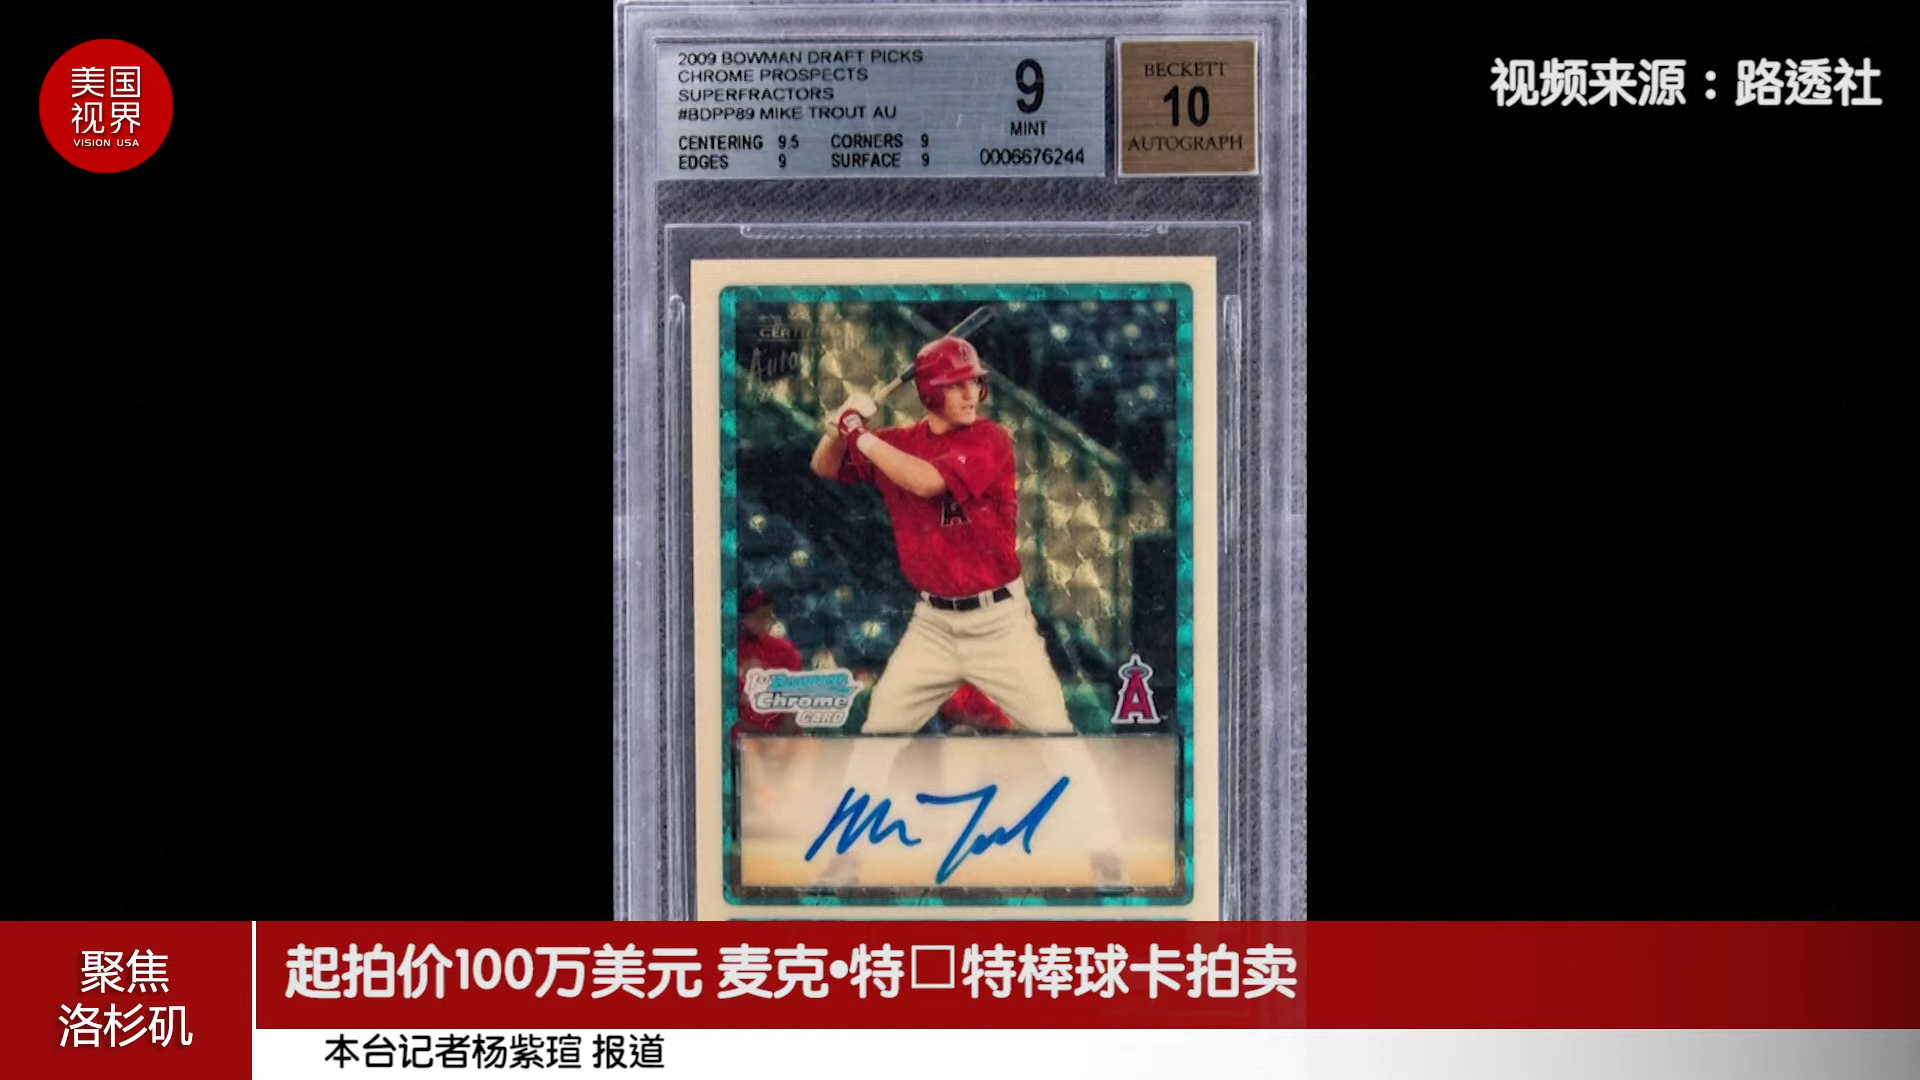 美国
视界
VISION USA
视频来源：路透社
2009 BOWMAN DRAFT PICKS
CHROME PROSPECTS
SUPERFRACTORS
#BDPP89 MIKE TROUT AU
CENTERING 9.5 CORNERS 9
EDGES 9 SURFACE 9
9
MINT
0006676244
BECKETT
10
AUTOGRAPH
CERTIFIED
1st Bowman
Chrome
CARD
A
A
聚焦
洛杉矶
起拍价100万美元 麦克•特□特棒球卡拍卖
本台记者杨紫瑄 报道